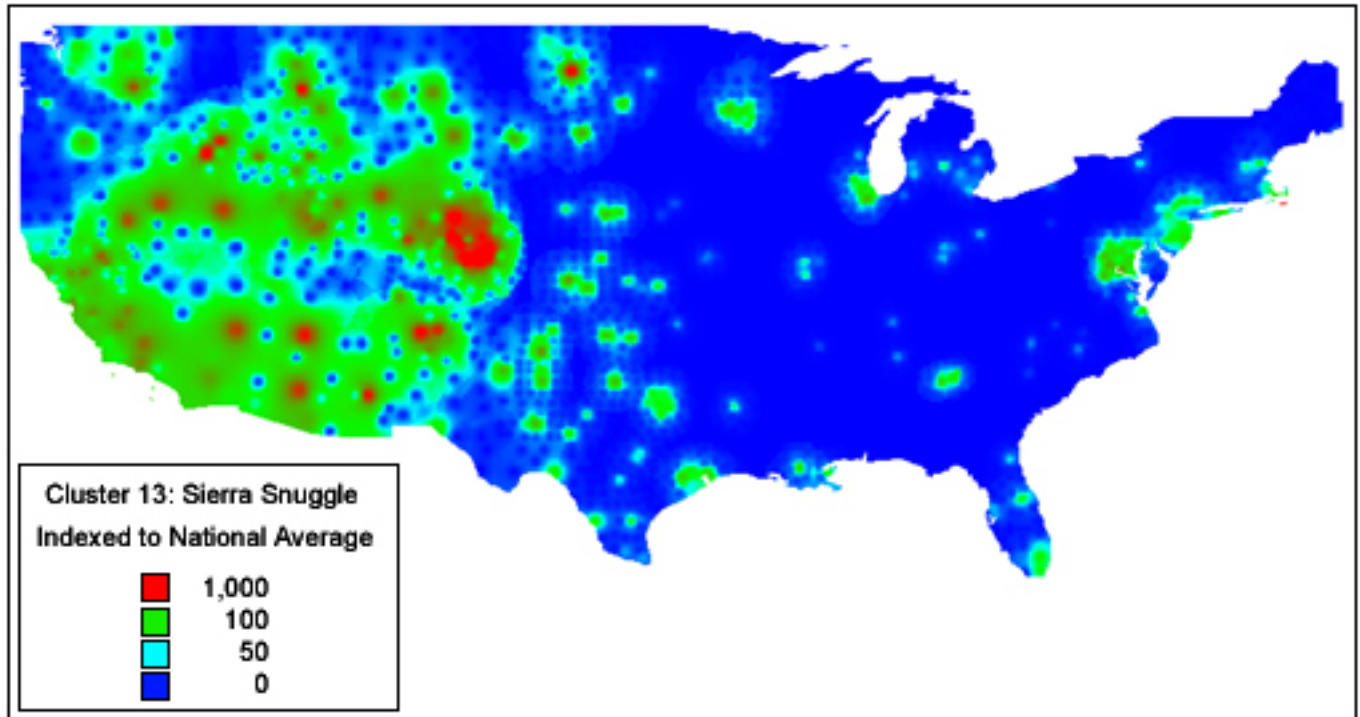 Cluster 13: Sierra Snuggle
Indexed to National Average
1,000
100
50
0